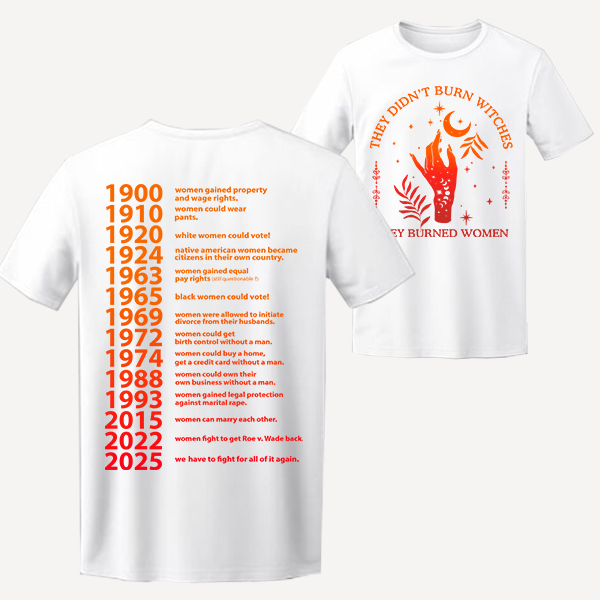 1900 women gained property
and wage rights,
1910 women could wear
pants.
1920 white women could vote!
1924 native american women became
citizens in their own country.
1963 women gained equal
pay rights (still questionable !!)
1965 black women could vote!
1969 women were allowed to initiate
divorce from their husbands.
1972 women could get
birth control without a man.
1974 women could buy a home,
get a credit card without a man.
1988 women could own their
own business without a man.
1993 women gained legal protection
against marital rape.
2015 women can marry each other.
2022 women fight to get Roe v. Wade back.
2025 we have to fight for all of it again.
THEY DIDN'T BURN WITCHES
EY BURNED WOMEN